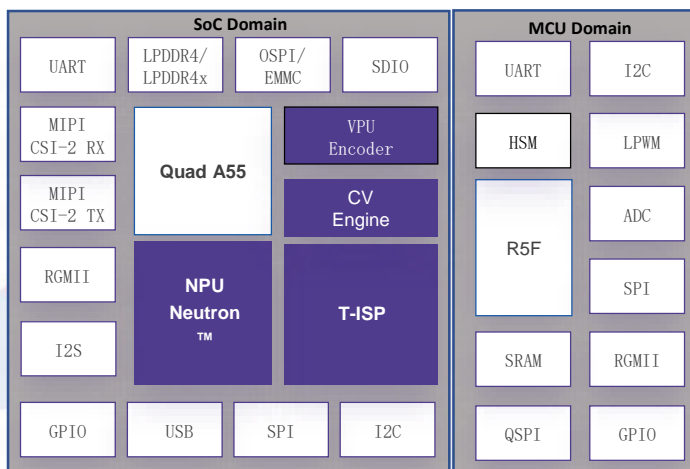 SoC Domain
UART
LPDDR4/
LPDDR4x
OSPI/
EMMC
SDIO
MIPI
CSI-2 RX
Quad A55
VPU
Encoder
MIPI
CSI-2 TX
CV
Engine
RGMII
NPU
Neutron
TM
T-ISP
I2S
GPIO
USB
SPI
I2C
MCU Domain
UART
I2C
HSM
LPWM
R5F
ADC
SPI
SRAM
RGMII
QSPI
GPIO